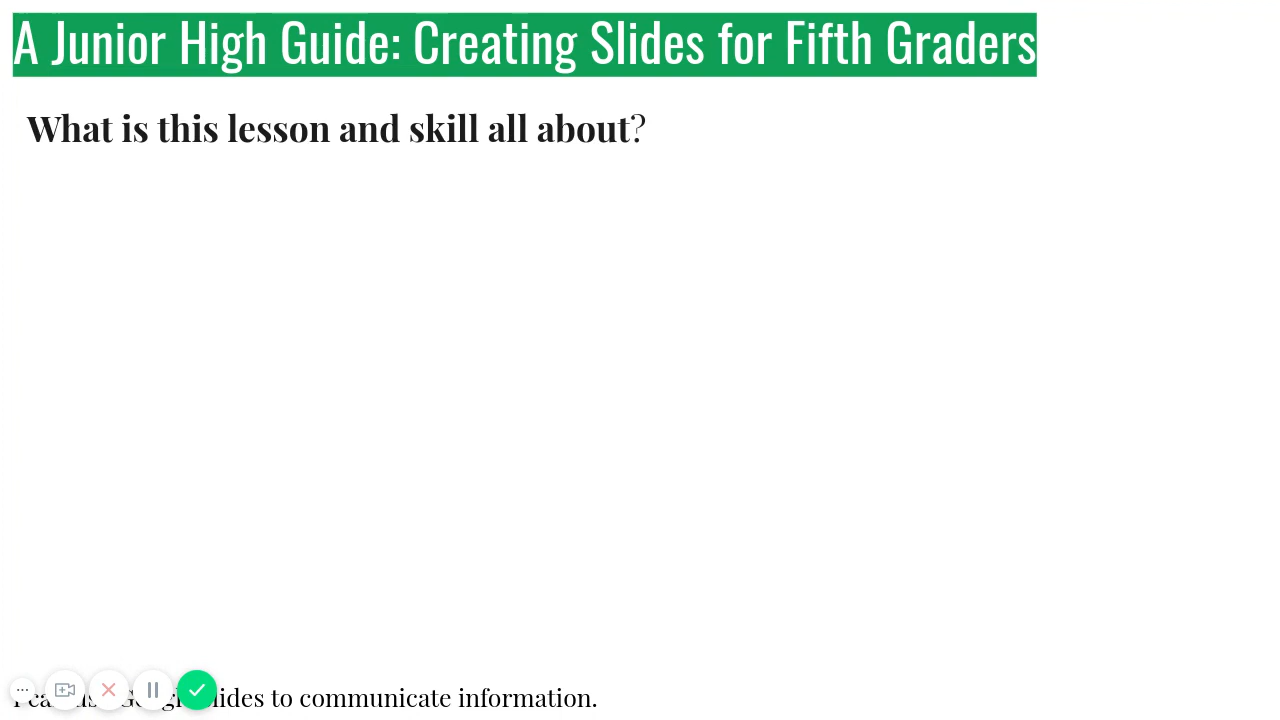 A Junior High Guide: Creating Slides for Fifth Graders
What is this lesson and skill all about?
to communicate information.